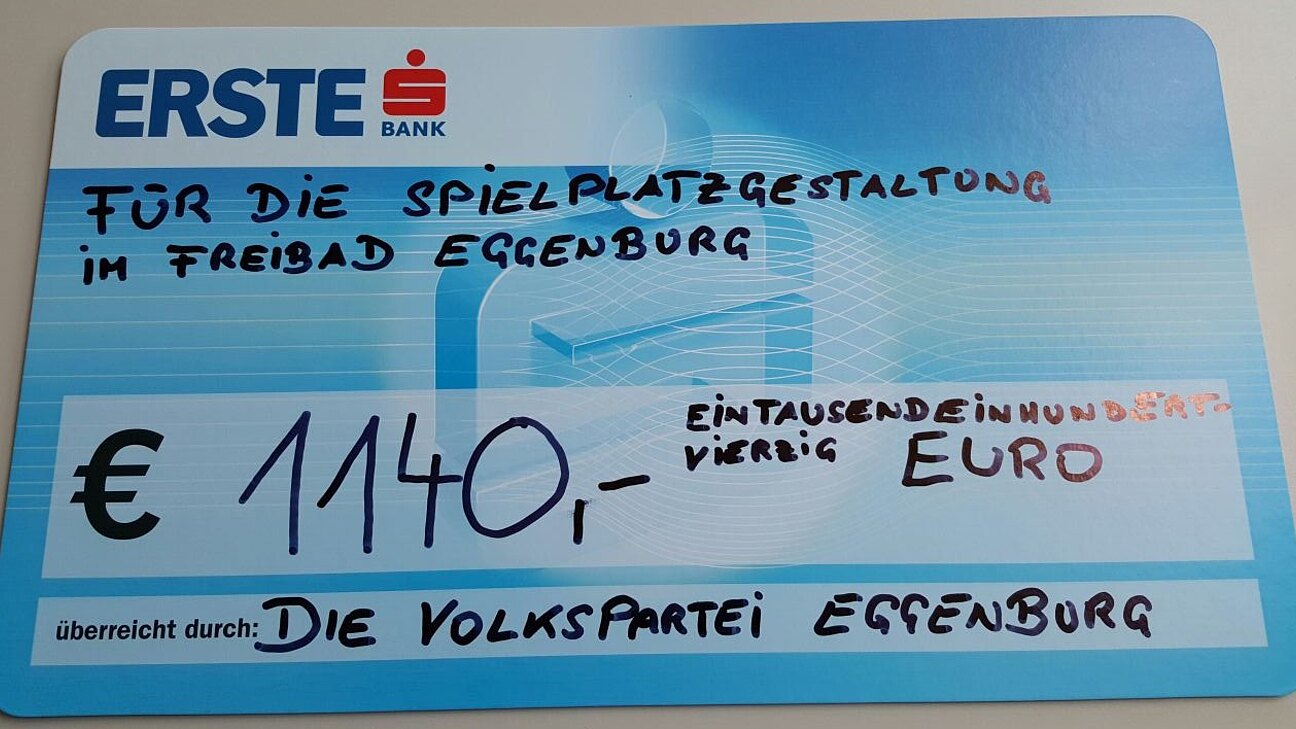 ERSTE S
BANK
FÜR DIE SPIELPLATZGESTALTUNG
IM FREIBAD EGGENBURG
€ 1140,- EINTAUSENDEINHUNDERT-
VIERZIG EURO
überreicht durch: DIE VOLKSPARTEI EGGENBURG